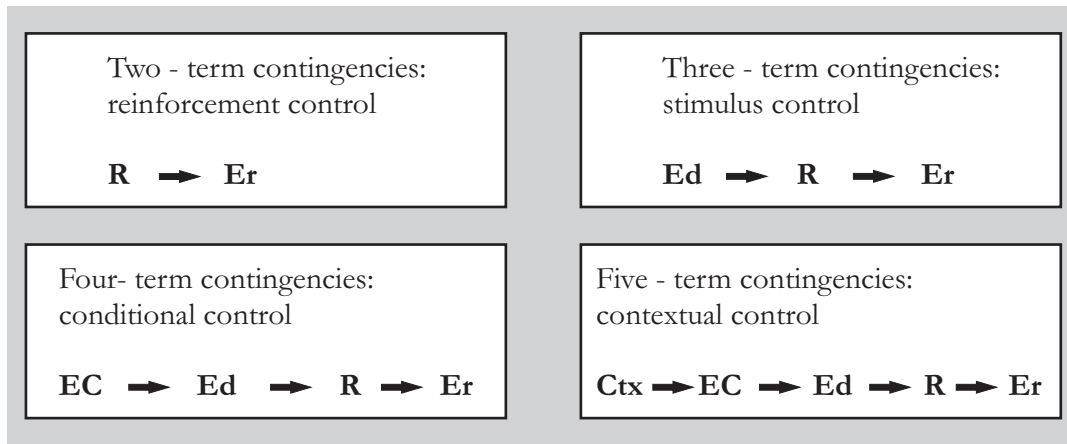 Two - term contingencies:
reinforcement control
R → Er
Three - term contingencies:
stimulus control
Ed → R → Er
Four- term contingencies:
conditional control
EC → Ed → R → Er
Five - term contingencies:
contextual control
Ctx → EC → Ed → R → Er